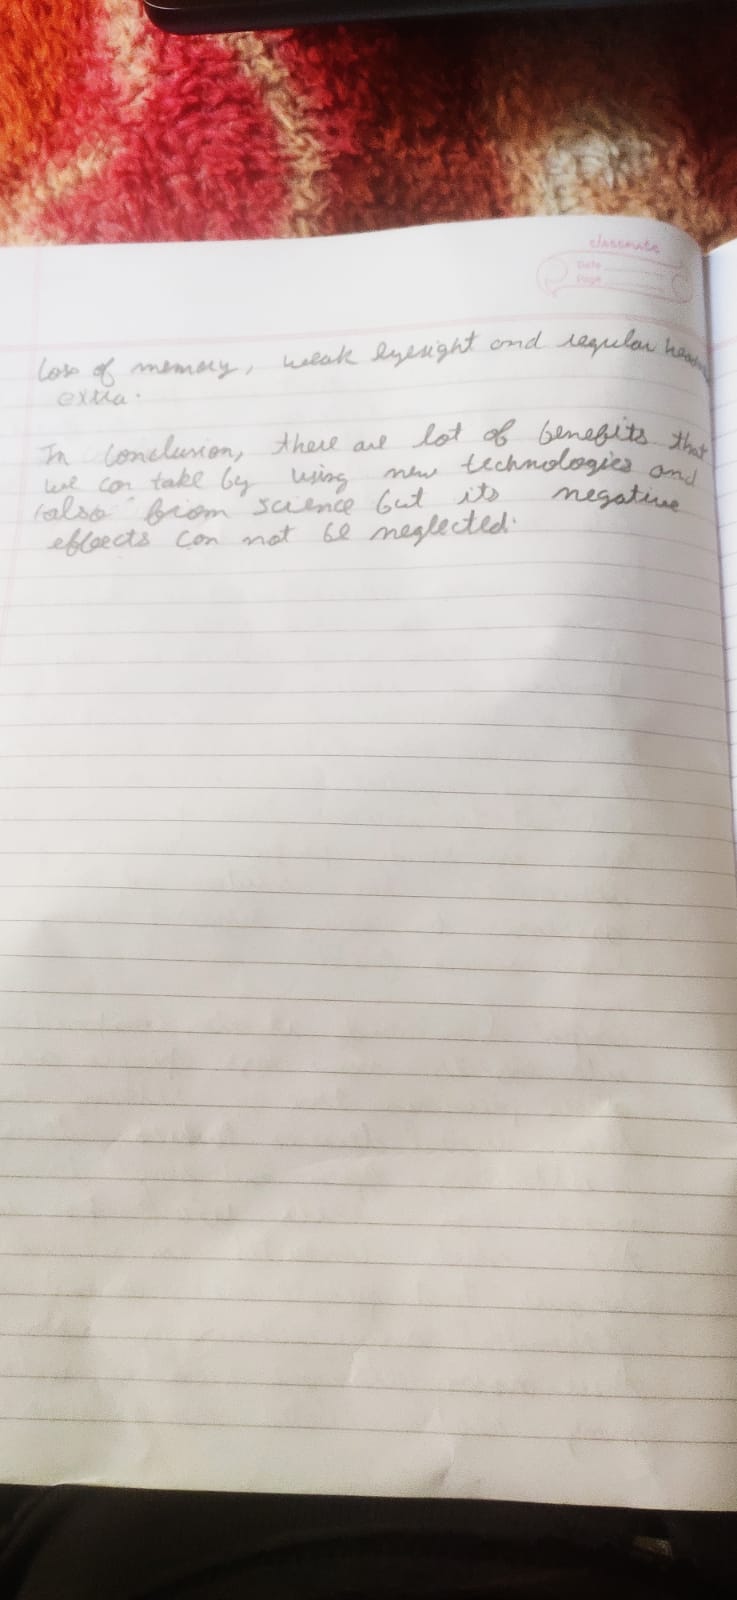 classmate
Date
Page
loss of memory, weak eyesight and regular
extra.
In Conclusion, there are lot of benefits that
we can take by using new technologies and
also from science but its negative
effects can not be neglected.